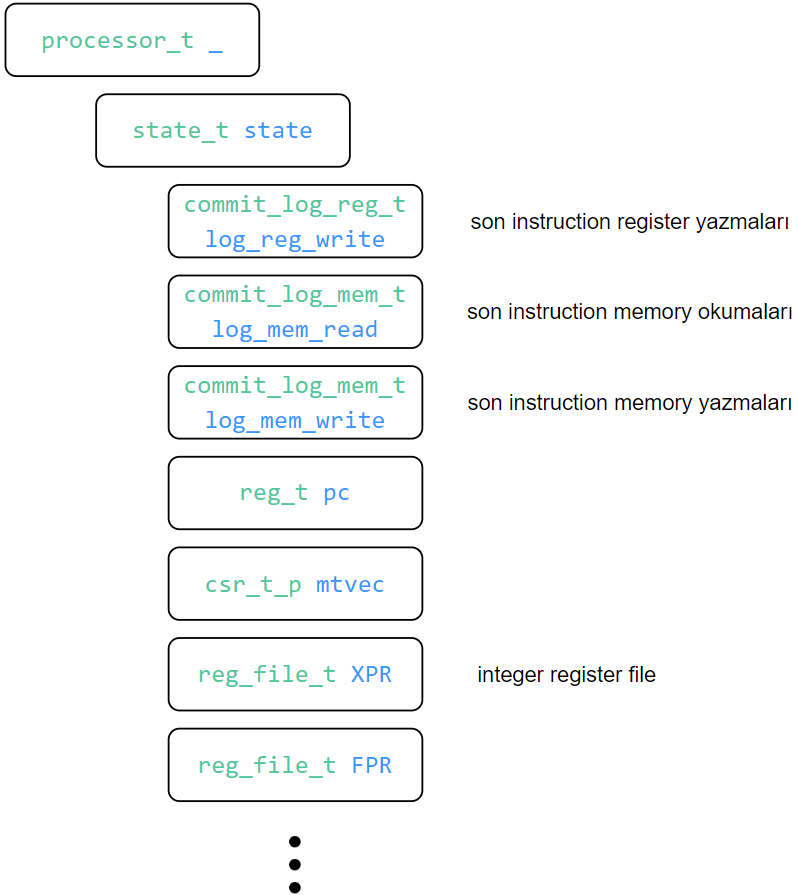 processor_t _
state_t state
commit_log_reg_t
log_reg_write
son instruction register yazmaları
commit_log_mem_t
log_mem_read
son instruction memory okumaları
commit_log_mem_t
log_mem_write
son instruction memory yazmaları
reg_t pc
csr_t_p mtvec
reg_file_t XPR
integer register file
reg_file_t FPR